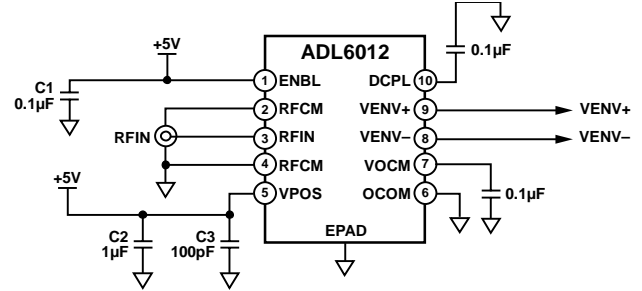 ADL6012
+5V
C1
0.1µF
0.1µF
1 ENBL
DCPL 10
2 RFCM
VENV+ 9
VENV+
RFIN
3 RFIN
VENV– 8
VENV–
4 RFCM
VOCM 7
+5V
5 VPOS
OCOM 6
0.1µF
C2
1µF
C3
100pF
EPAD